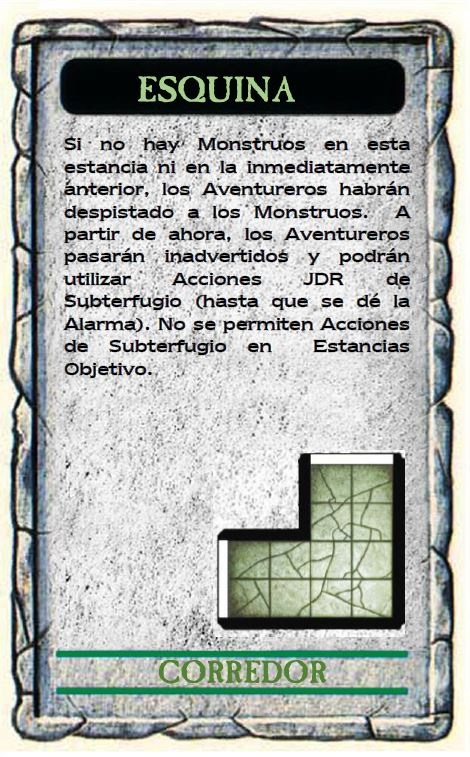 ESQUINA
Si no hay Monstruos en esta
estancia ni en la inmediatamente
anterior, los Aventureros habrán
despistado a los Monstruos. A
partir de ahora, los Aventureros
pasarán inadvertidos y podrán
utilizar Acciones JDR de
Subterfugio (hasta que se dé la
Alarma). No se permiten Acciones
de Subterfugio en Estancias
Objetivo.
CORREDOR